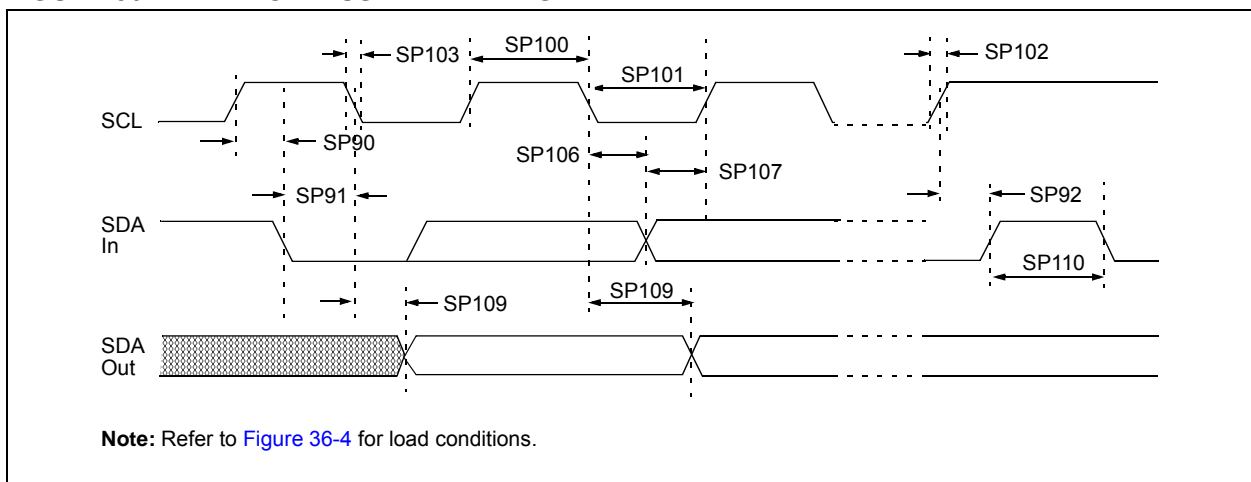 SP103
SP100
SP101
SP102
SCL
SP90
SP106
SP107
SP91
SP92
SDA
In
SP110
SP109
SP109
SDA
Out
Note: Refer to Figure 36-4 for load conditions.